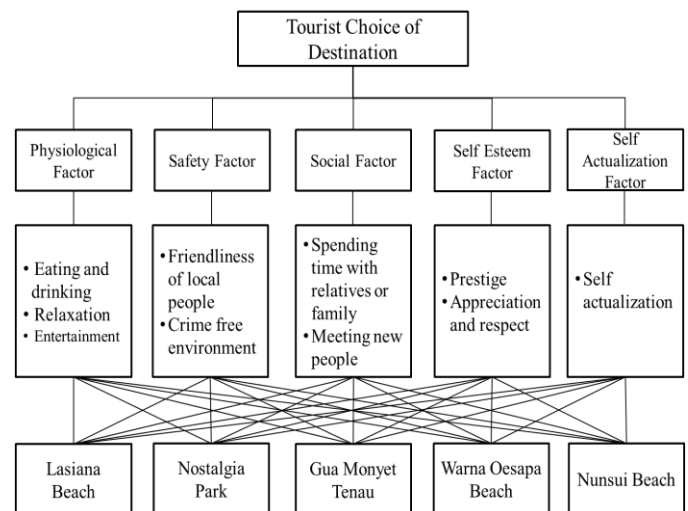 Tourist Choice of
Destination
Physiological
Factor
Safety Factor
Social Factor
Self Esteem
Factor
Self
Actualization
Factor
• Eating and
drinking
• Relaxation
• Entertainment
• Friendliness
of local
people
• Crime free
environment
• Spending
time with
relatives or
family
• Meeting new
people
• Prestige
• Appreciation
and respect
• Self
actualization
Lasiana
Beach
Nostalgia
Park
Gua Monyet
Tenau
Warna Oesapa
Beach
Nunsui Beach